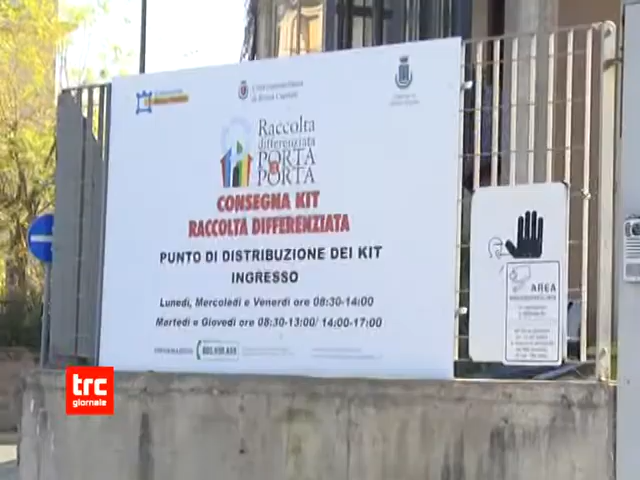 Raccolta
differenziata
PORTA
A
PORTA
CONSEGNA KIT
RACCOLTA DIFFERENZIATA
PUNTO DI DISTRIBUZIONE DEI KIT
INGRESSO
Lunedì, Mercoledì e Venerdì ore 08:30-14:00
Martedì e Giovedì ore 08:30-13:00/ 14:00-17:00
AREA
trc
giornale